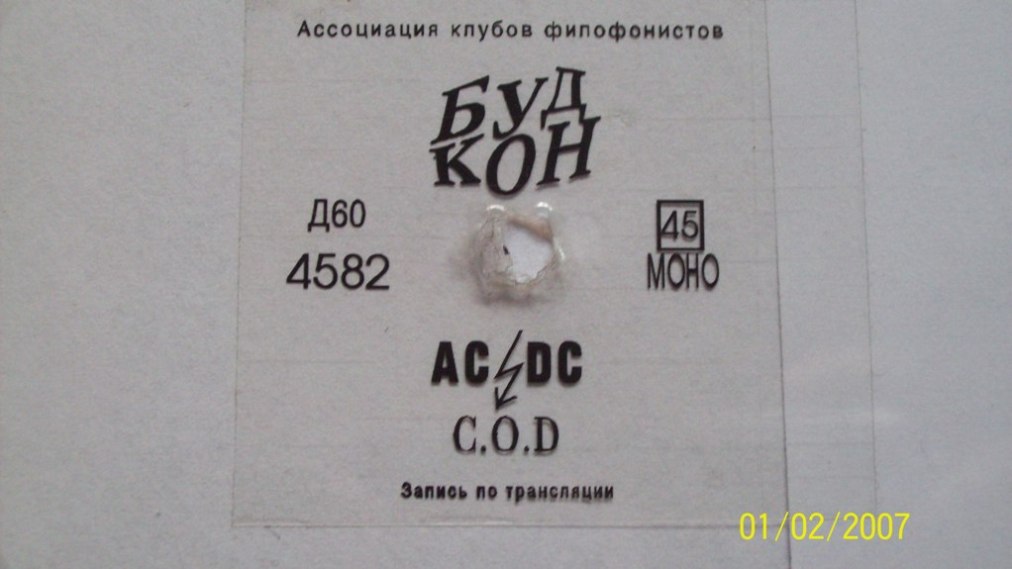 Ассоциация клубов филофонистов
БУД
КОН
Д60
4582
45
МОНО
AC DC
C.O.D
Запись по трансляции
01/02/2007